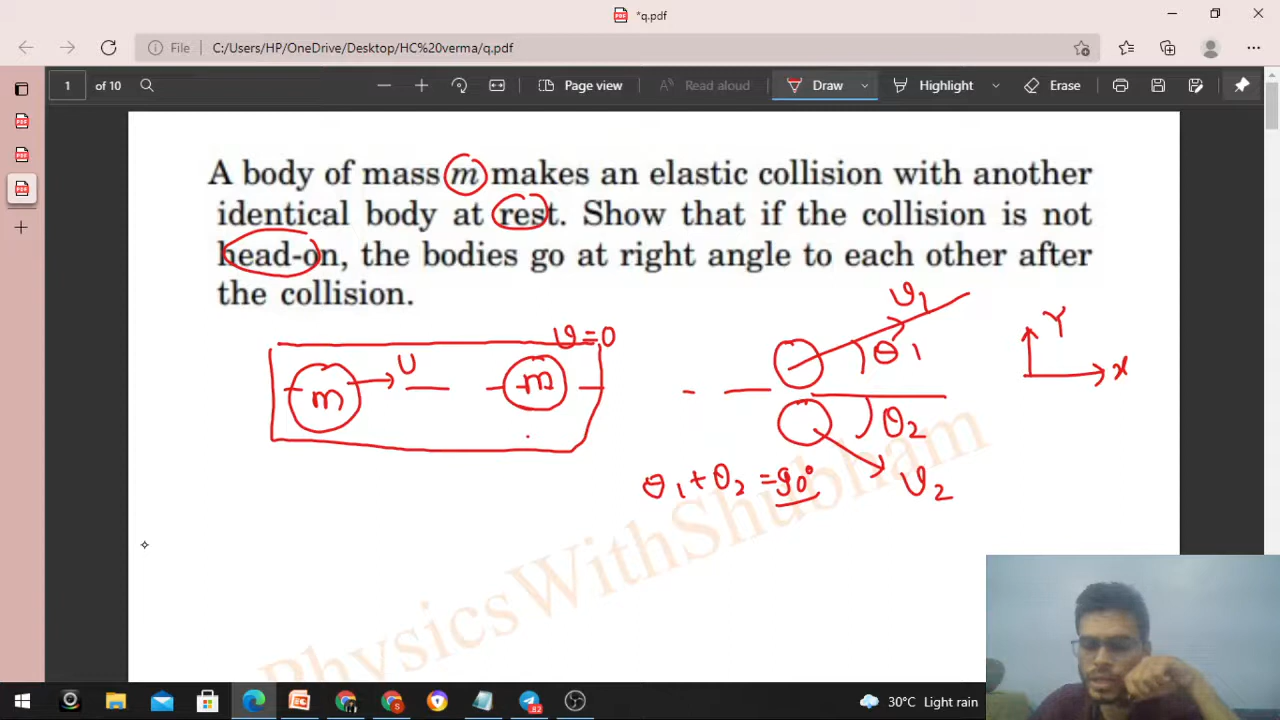 *q.pdf
File C:/Users/HP/OneDrive/Desktop/HC%20verma/q.pdf
1 of 10 Page view Read aloud Draw Highlight Erase
A body of mass m makes an elastic collision with another
identical body at rest. Show that if the collision is not
head-on, the bodies go at right angle to each other after
the collision.
v=0
U
m
m
v1
θ1
Y
x
θ2
v2
θ1+θ2=90°
PhysicsWithShubham
82
30°C Light rain